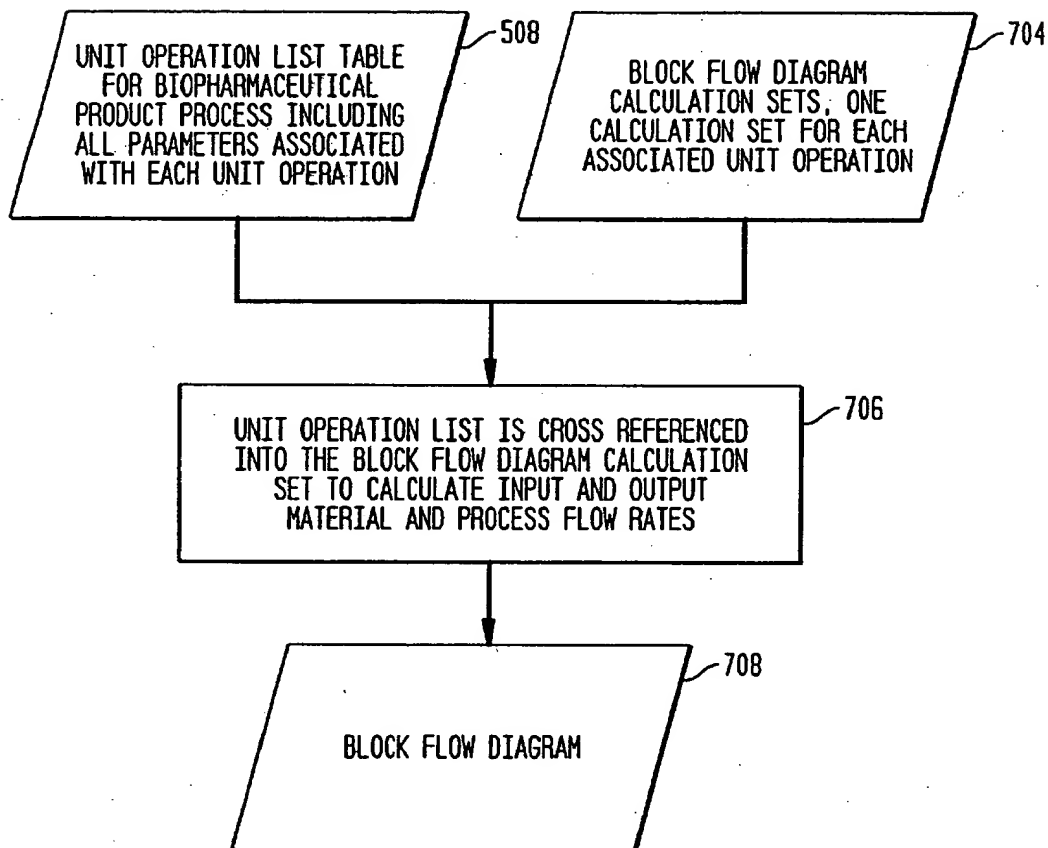 UNIT OPERATION LIST TABLE
FOR BIOPHARMACEUTICAL
PRODUCT PROCESS INCLUDING
ALL PARAMETERS ASSOCIATED
WITH EACH UNIT OPERATION
508
BLOCK FLOW DIAGRAM
CALCULATION SETS, ONE
CALCULATION SET FOR EACH
ASSOCIATED UNIT OPERATION
704
UNIT OPERATION LIST IS CROSS REFERENCED
INTO THE BLOCK FLOW DIAGRAM CALCULATION
SET TO CALCULATE INPUT AND OUTPUT
MATERIAL AND PROCESS FLOW RATES
706
BLOCK FLOW DIAGRAM
708